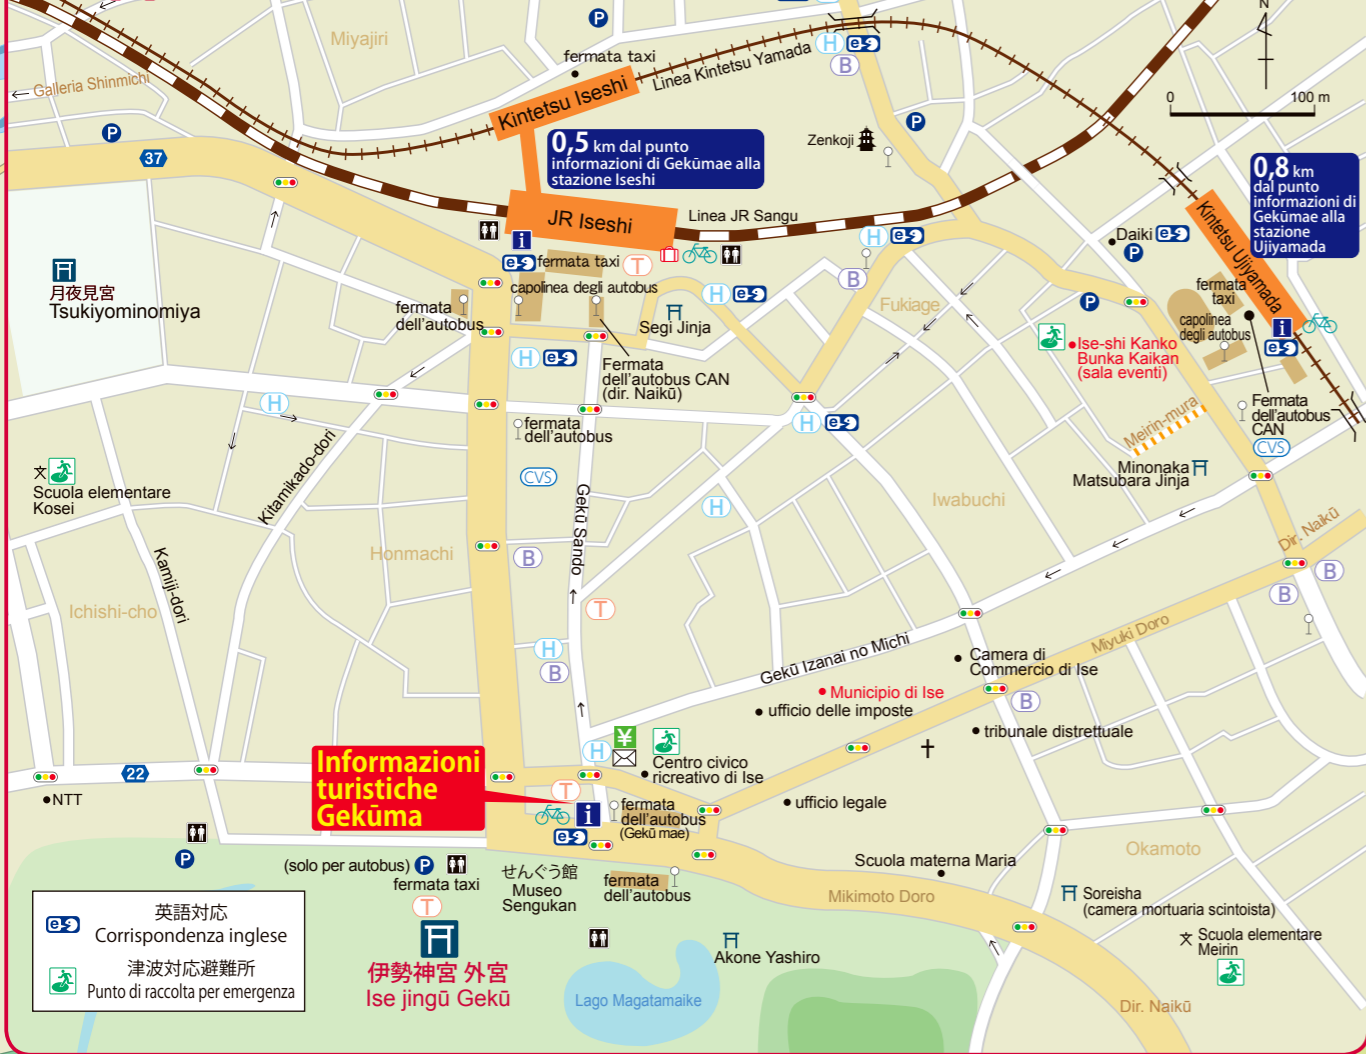 Miyajiri
P
fermata taxi
Kintetsu Iseshi
Linea Kintetsu Yamada
H
B
N
0 100 m
Galleria Shinmichi
P
37
0,5 km dal punto
informazioni di Gekūmae alla
stazione Iseshi
Zenkoji
P
0,8 km
dal punto
informazioni di
Gekūmae alla
stazione
Ujiyamada
JR Iseshi
Linea JR Sangu
H
Daiki
P
Kintetsu Ujiyamada
i
fermata taxi
T
capolinea degli autobus
月夜見宮
Tsukiyominomiya
fermata
dell'autobus
H
B
Fukiage
P
fermata
taxi
capolinea
degli autobus
i
Segi Jinja
Ise-shi Kanko
Bunka Kaikan
(sala eventi)
H
Fermata
dell'autobus CAN
(dir. Naikū)
Fermata
dell'autobus
CAN
CVS
H
fermata
dell'autobus
H
Meirin-mura
Minonaka
Matsubara Jinja
文
Scuola elementare
Kosei
Kitamikado-dori
CVS
Gekū Sando
H
Iwabuchi
Dir. Naikū
Kamiji-dori
Honmachi
B
B
B
Ichishi-cho
T
H
B
Miyuki Doro
Gekū Izanai no Michi
Camera di
Commercio di Ise
Municipio di Ise
ufficio delle imposte
B
tribunale distrettuale
Informazioni
turistiche
Gekūma
H
¥
Centro civico
ricreativo di Ise
22
NTT
T
i
fermata
dell'autobus
(Gekū mae)
ufficio legale
P
(solo per autobus) P
fermata taxi
T
せんぐう館
Museo
Sengukan
fermata
dell'autobus
Scuola materna Maria
Okamoto
Mikimoto Doro
Soreisha
(camera mortuaria scintoista)
文
Scuola elementare
Meirin
英語対応
Corrispondenza inglese
津波対応避難所
Punto di raccolta per emergenza
伊勢神宮 外宮
Ise jingū Gekū
Akone Yashiro
Lago Magatamaike
Dir. Naikū